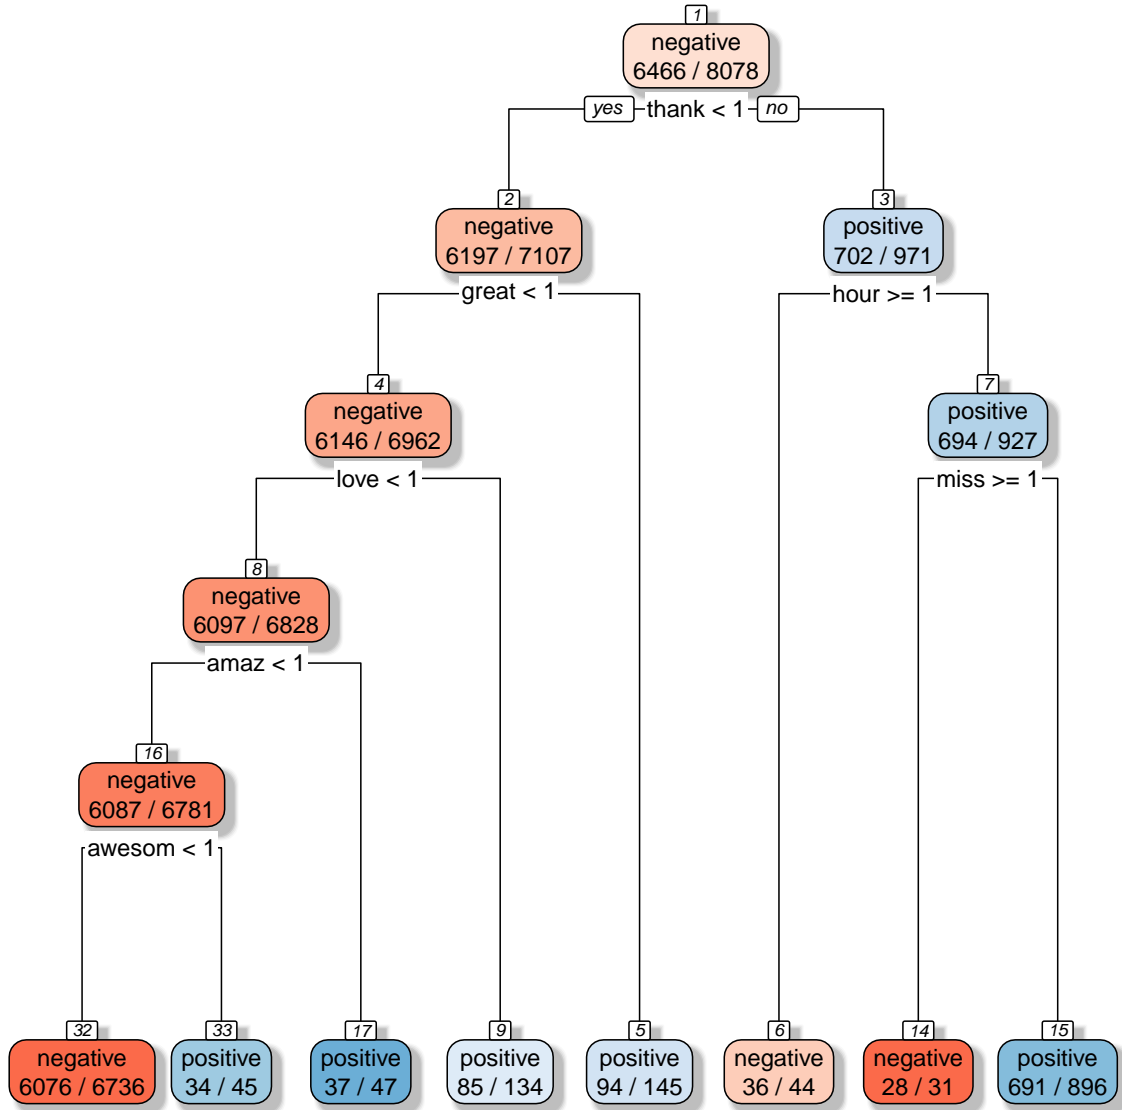 1
negative
6466 / 8078
yes thank < 1 no
2
negative
6197 / 7107
3
positive
702 / 971
great < 1
hour >= 1
4
negative
6146 / 6962
7
positive
694 / 927
love < 1
miss >= 1
8
negative
6097 / 6828
amaz < 1
16
negative
6087 / 6781
awesom < 1
32
negative
6076 / 6736
33
positive
34 / 45
17
positive
37 / 47
9
positive
85 / 134
5
positive
94 / 145
6
negative
36 / 44
14
negative
28 / 31
15
positive
691 / 896